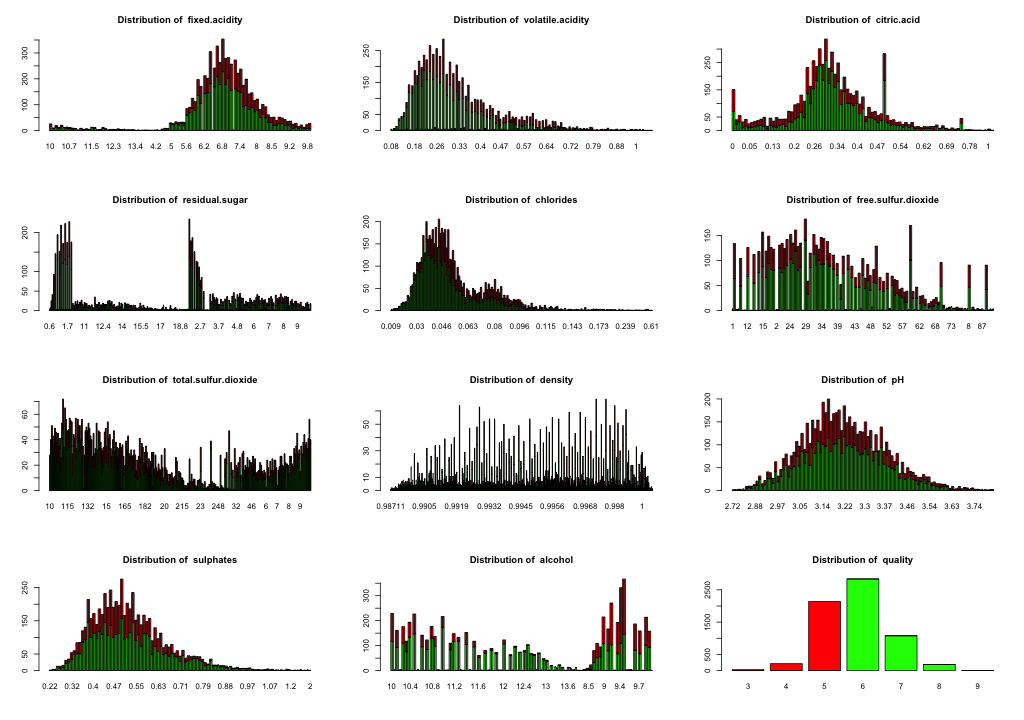 Distribution of  fixed.acidity
0 100 200 300
10 10.7 11.5 12.3 13.4 4.2 5 5.6 6.2 6.8 7.4 8 8.6 9.2 9.8
Distribution of  volatile.acidity
0 50 150 250
0.08 0.18 0.26 0.33 0.4 0.47 0.57 0.67 0.79 0.88 1
Distribution of  citric.acid
0 50 150 250
0 0.05 0.13 0.2 0.26 0.34 0.4 0.47 0.54 0.62 0.69 0.78 1
Distribution of  residual.sugar
0 50 100 200
0.6 1.7 11 12.4 14 15.5 17 18.8 2.7 3.7 4.8 6 7 8 9
Distribution of  chlorides
0 50 100 150 200
0.009 0.03 0.046 0.063 0.08 0.096 0.115 0.143 0.173 0.239 0.61
Distribution of  free.sulfur.dioxide
0 50 100 150
1 12 15 2 24 29 34 39 43 48 52 57 62 68 73 8 87
Distribution of  total.sulfur.dioxide
0 20 40 60
10 115 132 15 165 182 20 215 23 248 32 46 6 7 8 9
Distribution of  density
0 10 30 50
0.98711 0.9905 0.9919 0.9932 0.9945 0.9956 0.9968 0.998 1
Distribution of  pH
0 50 100 150 200
2.72 2.88 2.97 3.05 3.14 3.22 3.3 3.37 3.46 3.54 3.63 3.74
Distribution of  sulphates
0 50 150 250
0.22 0.32 0.4 0.47 0.55 0.63 0.71 0.79 0.88 0.97 1.07 1.2 2
Distribution of  alcohol
0 50 100 200 300
10 10.4 10.8 11.2 11.6 12 12.4 13 13.6 8.5 9 9.4 9.7
Distribution of  quality
0 500 1500 2500
3 4 5 6 7 8 9